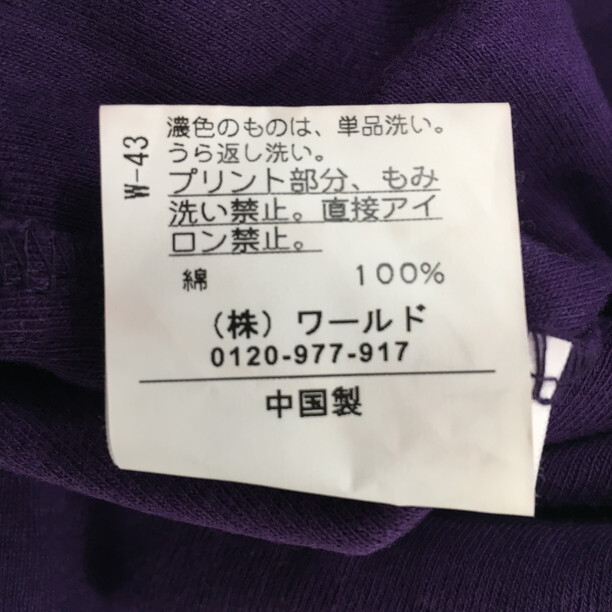 W-43
濃色のものは、単品洗い。
うら返し洗い。
プリント部分、もみ
洗い禁止。直接アイ
ロン禁止。
綿 100%
(株)ワールド
0120-977-917
中国製